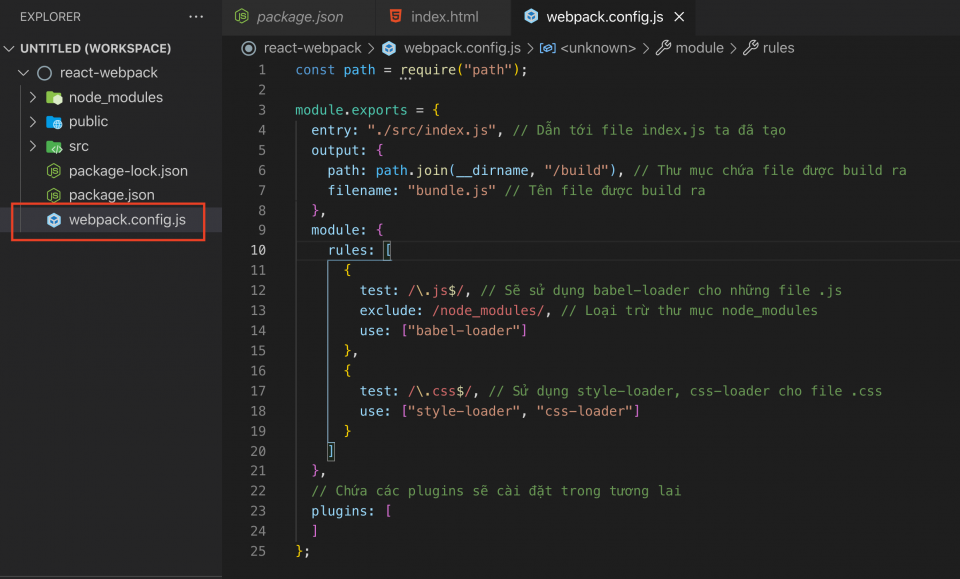 EXPLORER
UNTITLED (WORKSPACE)
react-webpack
node_modules
public
src
package-lock.json
package.json
webpack.config.js
package.json index.html webpack.config.js
react-webpack > webpack.config.js > <unknown> > module > rules
1 const path = require("path");
2
3 module.exports = {
4 entry: "./src/index.js", // Dẫn tới file index.js ta đã tạo
5 output: {
6 path: path.join(__dirname, "/build"), // Thư mục chứa file được build ra
7 filename: "bundle.js" // Tên file được build ra
8 },
9 module: {
10 rules: [
11 {
12 test: /\.js$/, // Sẽ sử dụng babel-loader cho những file .js
13 exclude: /node_modules/, // Loại trừ thư mục node_modules
14 use: ["babel-loader"]
15 },
16 {
17 test: /\.css$/, // Sử dụng style-loader, css-loader cho file .css
18 use: ["style-loader", "css-loader"]
19 }
20 ]
21 },
22 // Chứa các plugins sẽ cài đặt trong tương lai
23 plugins: [
24 ]
25 };